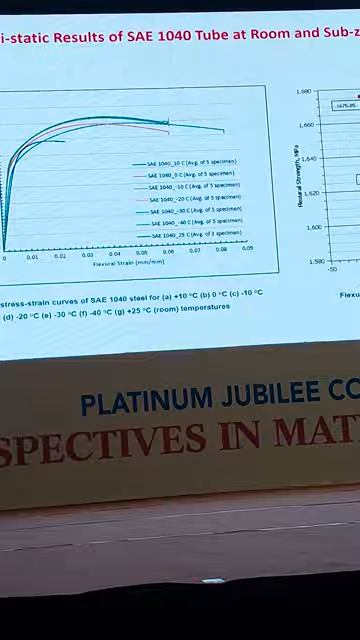 i-static Results of SAE 1040 Tube at Room and Sub-z
SAE 1040_10 C (Avg. of 5 specimen)
SAE 1040_0 C (Avg. of 5 specimen)
SAE 1040_-10 C (Avg. of 5 specimen)
SAE 1040_-20 C (Avg. of 5 specimen)
SAE 1040_-30 C (Avg. of 5 specimen)
SAE 1040_-40 C (Avg. of 5 specimen)
SAE 1040_25 C (Avg. of 3 specimen)
0 0.01 0.02 0.03 0.04 0.05 0.06 0.07 0.08 0.09
Flexural Strain (mm/mm)
stress-strain curves of SAE 1040 steel for (a) +10 °C (b) 0 °C (c) -10 °C
(d) -20 °C (e) -30 °C (f) -40 °C (g) +25 °C (room) temperatures
Flexural Strength, MPa
1,680
1,660
1,640
1,620
1,600
1,580
1675.85
-50
Flexu
PLATINUM JUBILEE CO
SPECTIVES IN MAT